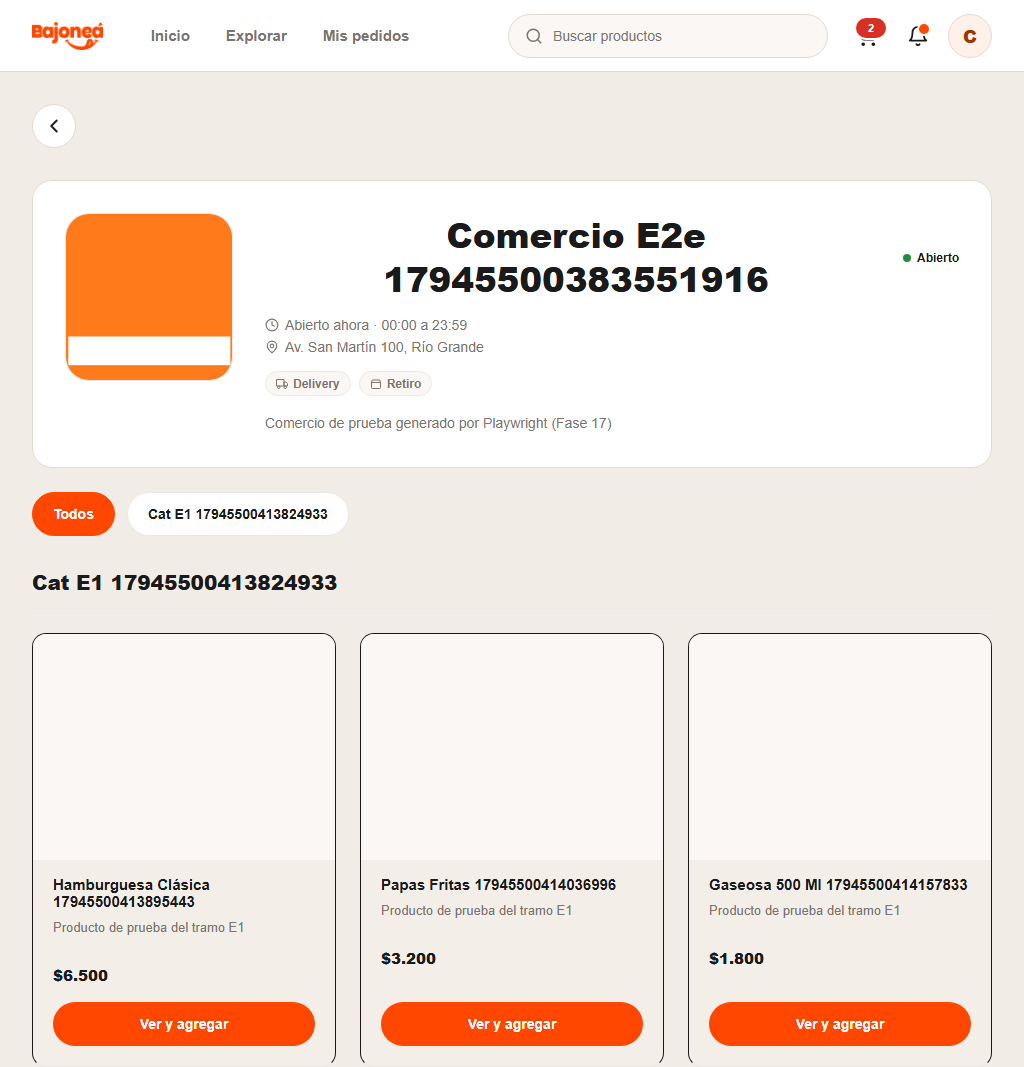 Bajoneá
Inicio
Explorar
Mis pedidos
Buscar productos
2
C
Comercio E2e
17945500383551916
Abierto
Abierto ahora · 00:00 a 23:59
Av. San Martín 100, Río Grande
Delivery
Retiro
Comercio de prueba generado por Playwright (Fase 17)
Todos
Cat E1 17945500413824933
Cat E1 17945500413824933
Hamburguesa Clásica
17945500413895443
Producto de prueba del tramo E1
$6.500
Ver y agregar
Papas Fritas 17945500414036996
Producto de prueba del tramo E1
$3.200
Ver y agregar
Gaseosa 500 Ml 17945500414157833
Producto de prueba del tramo E1
$1.800
Ver y agregar